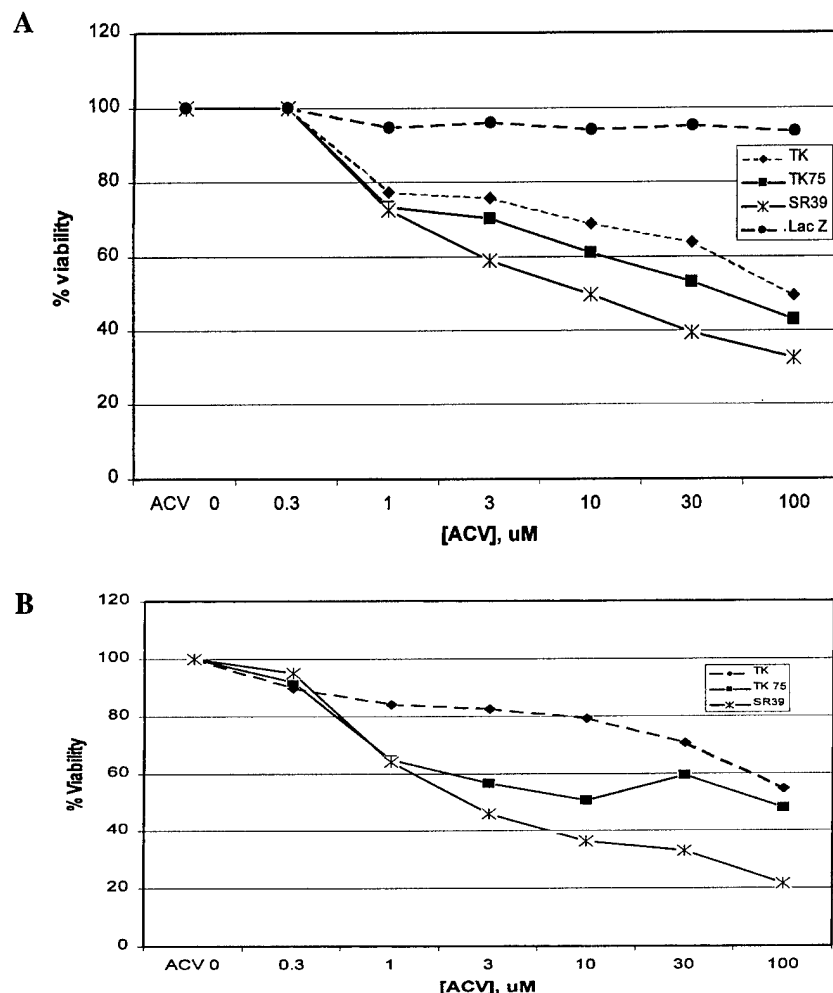 A
120
100
80
60
40
20
0
% viability
ACV 0 0.3 1 3 10 30 100
[ACV], uM
TK
TK75
SR39
Lac Z
B
120
100
80
60
40
20
0
% Viability
ACV 0 0.3 1 3 10 30 100
[ACV], uM
TK
TK 75
SR39